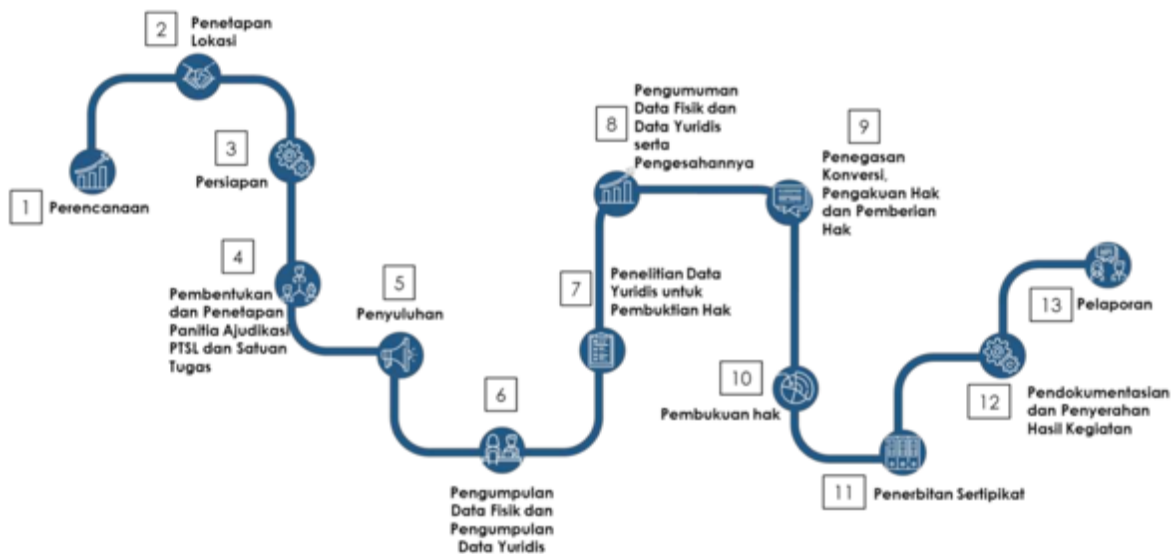 1
Perencanaan
2
Penetapan
Lokasi
3
Persiapan
4
Pembentukan
dan Penetapan
Panitia Ajudikasi
PTSL dan Satuan
Tugas
5
Penyuluhan
6
Pengumpulan
Data Fisik dan
Pengumpulan
Data Yuridis
7
Penelitian Data
Yuridis untuk
Pembuktian Hak
8
Pengumuman
Data Fisik dan
Data Yuridis
serta
Pengesahannya
9
Penegasan
Konversi,
Pengakuan Hak
dan Pemberian
Hak
10
Pembukuan hak
11
Penerbitan Sertipikat
12
Pendokumentasian
dan Penyerahan
Hasil Kegiatan
13
Pelaporan